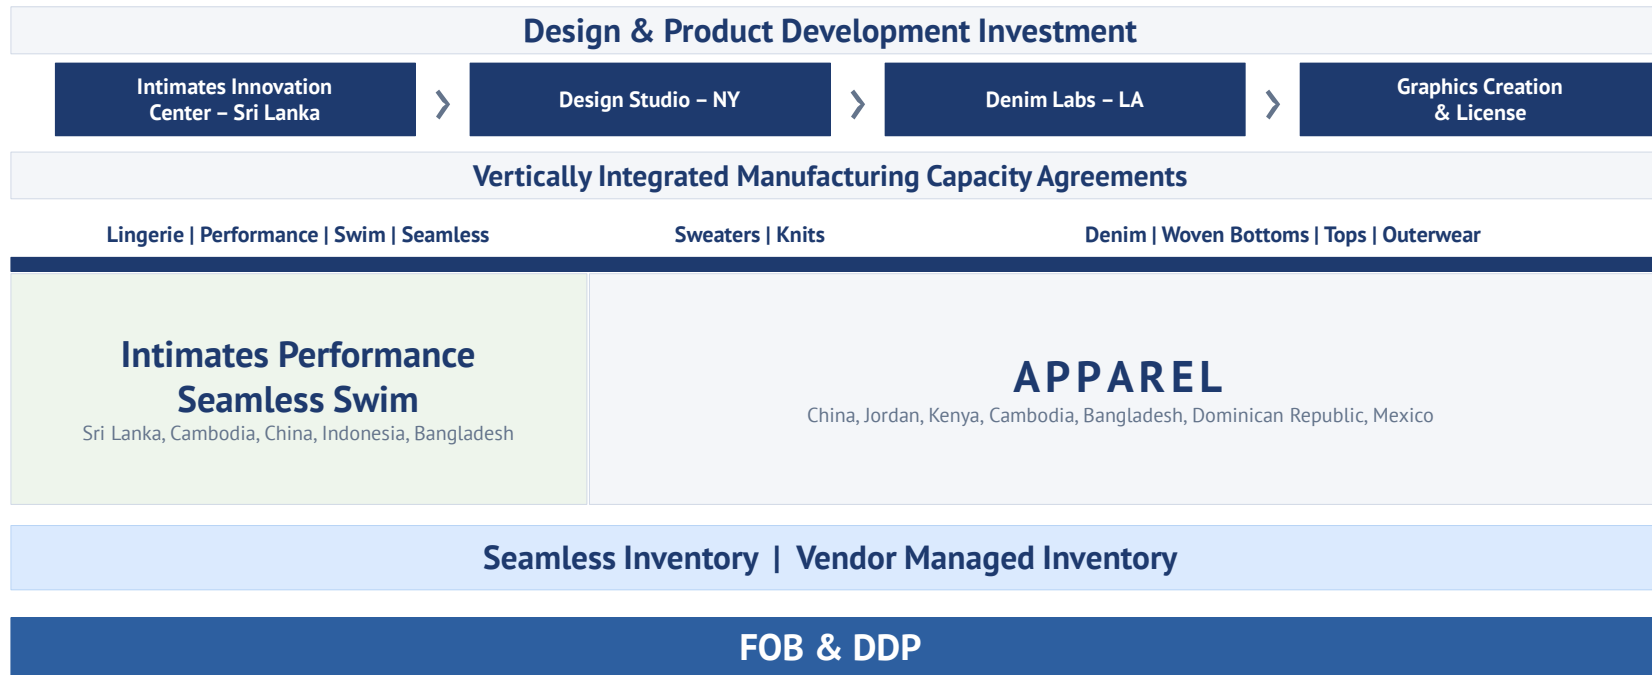 Design & Product Development Investment
Intimates Innovation
Center – Sri Lanka
Design Studio – NY
Denim Labs – LA
Graphics Creation
& License
Vertically Integrated Manufacturing Capacity Agreements
Lingerie | Performance | Swim | Seamless
Sweaters | Knits
Denim | Woven Bottoms | Tops | Outerwear
Intimates Performance
Seamless Swim
Sri Lanka, Cambodia, China, Indonesia, Bangladesh
APPAREL
China, Jordan, Kenya, Cambodia, Bangladesh, Dominican Republic, Mexico
Seamless Inventory | Vendor Managed Inventory
FOB & DDP